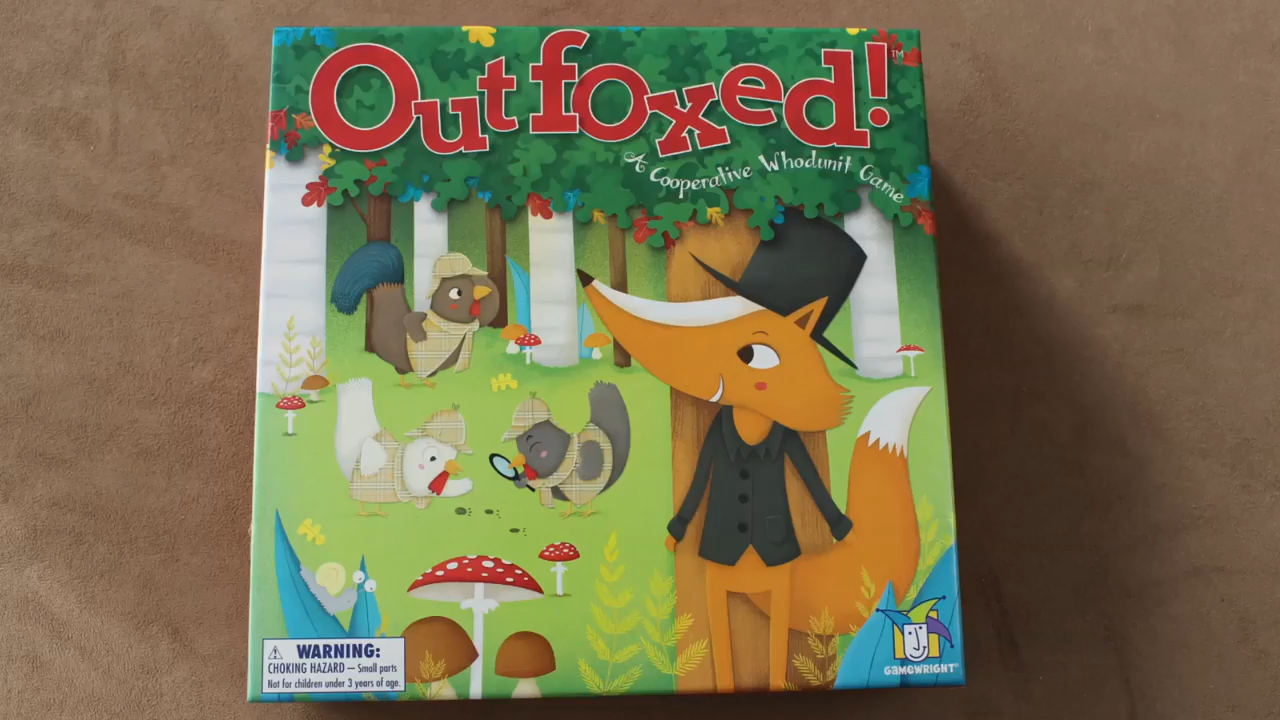 Outfoxed!™
A Cooperative Whodunit Game
⚠ WARNING:
CHOKING HAZARD — Small parts
Not for children under 3 years of age.
GAMEWRIGHT®